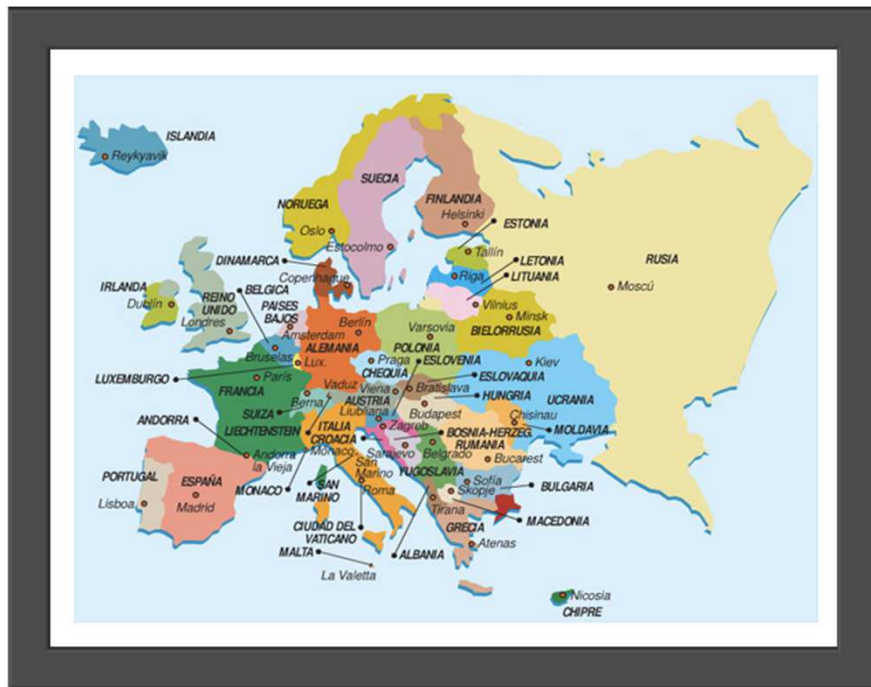 ISLANDIA
Reykyavik
SUECIA
NORUEGA
FINLANDIA
Helsinki
Oslo
Estocolmo
ESTONIA
Tallín
DINAMARCA
Copenhague
LETONIA
Riga
LITUANIA
RUSIA
Moscú
IRLANDA
Dublín
REINO
UNIDO
Londres
BELGICA
PAISES
BAJOS
Amsterdam
Berlín
ALEMANIA
Varsovia
POLONIA
Vilnius
Minsk
BIELORRUSIA
Bruselas
Lux.
LUXEMBURGO
París
FRANCIA
Praga
CHEQUIA
ESLOVENIA
Kiev
UCRANIA
ESLOVAQUIA
Vaduz
Viena
Bratislava
Berna
AUSTRIA
HUNGRIA
SUIZA
Liubliana
Budapest
Chisinau
MOLDAVIA
ANDORRA
LIECHTENSTEIN
ITALIA
Zagreb
CROACIA
BOSNIA-HERZEG.
RUMANIA
Monaco
Sarajevo
Belgrado
Bucarest
Andorra
la Vieja
San
Marino
YUGOSLAVIA
PORTUGAL
ESPAÑA
Lisboa
Madrid
MONACO
SAN
MARINO
Roma
Sofía
Skopje
BULGARIA
Tirana
MACEDONIA
CIUDAD DEL
VATICANO
GRECIA
Atenas
MALTA
La Valetta
ALBANIA
Nicosia
CHIPRE